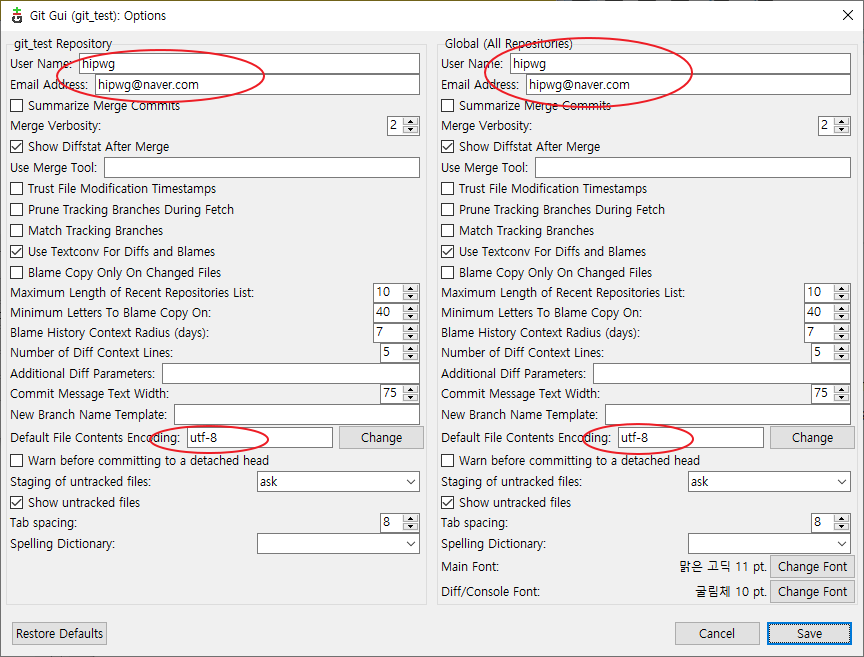 Git Gui (git_test): Options
git_test Repository
User Name: hipwg
Email Address: hipwg@naver.com
Summarize Merge Commits
Merge Verbosity: 2
Show Diffstat After Merge
Use Merge Tool:
Trust File Modification Timestamps
Prune Tracking Branches During Fetch
Match Tracking Branches
Use Textconv For Diffs and Blames
Blame Copy Only On Changed Files
Maximum Length of Recent Repositories List: 10
Minimum Letters To Blame Copy On: 40
Blame History Context Radius (days): 7
Number of Diff Context Lines: 5
Additional Diff Parameters:
Commit Message Text Width: 75
New Branch Name Template:
Default File Contents Encoding: utf-8 Change
Warn before committing to a detached head
Staging of untracked files: ask
Show untracked files
Tab spacing: 8
Spelling Dictionary:
Global (All Repositories)
User Name: hipwg
Email Address: hipwg@naver.com
Summarize Merge Commits
Merge Verbosity: 2
Show Diffstat After Merge
Use Merge Tool:
Trust File Modification Timestamps
Prune Tracking Branches During Fetch
Match Tracking Branches
Use Textconv For Diffs and Blames
Blame Copy Only On Changed Files
Maximum Length of Recent Repositories List: 10
Minimum Letters To Blame Copy On: 40
Blame History Context Radius (days): 7
Number of Diff Context Lines: 5
Additional Diff Parameters:
Commit Message Text Width: 75
New Branch Name Template:
Default File Contents Encoding: utf-8 Change
Warn before committing to a detached head
Staging of untracked files: ask
Show untracked files
Tab spacing: 8
Spelling Dictionary:
Main Font: 맑은 고딕 11 pt. Change Font
Diff/Console Font: 굴림체 10 pt. Change Font
Restore Defaults Cancel Save